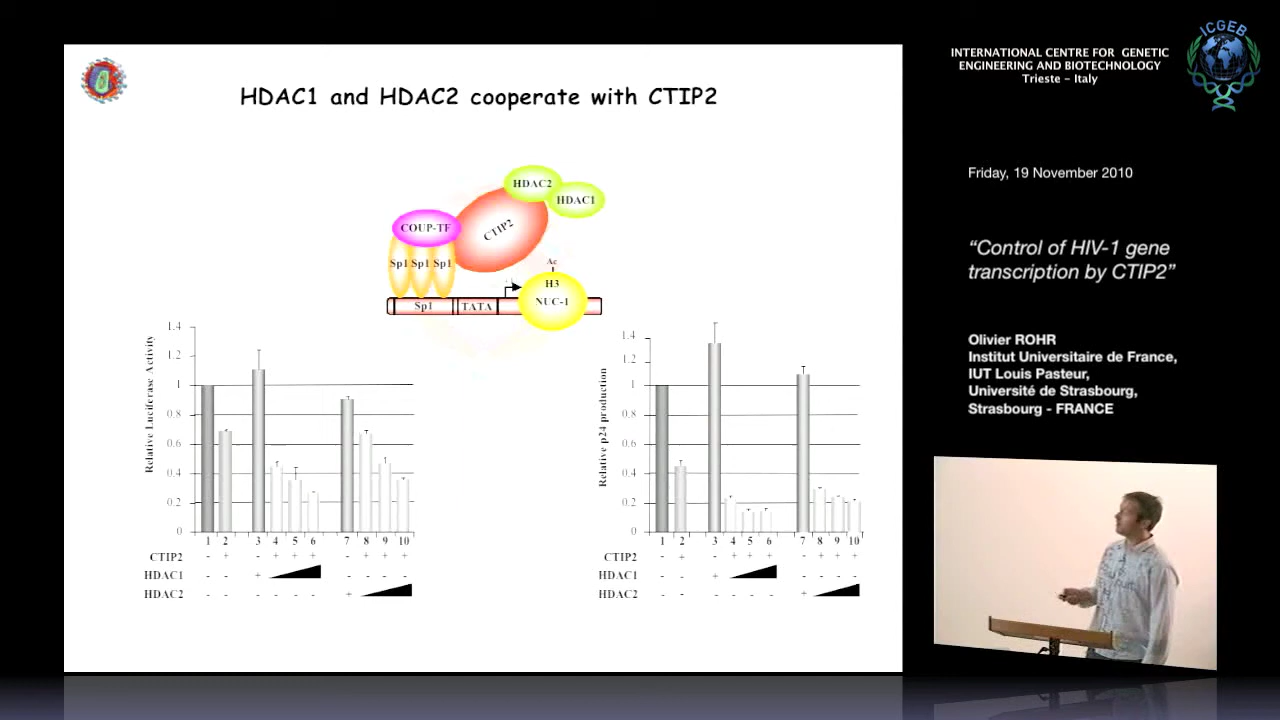 HDAC1 and HDAC2 cooperate with CTIP2
HDAC2
HDAC1
COUP-TF
CTIP2
Sp1 Sp1 Sp1
Ac
H3
NUC-1
Sp1 TATA
Relative Luciferase Activity
1.4
1.2
1
0.8
0.6
0.4
0.2
0
1 2 3 4 5 6 7 8 9 10
CTIP2 - + - + + + - + + +
HDAC1 - - + - - - -
HDAC2 - - - - - - +
Relative p24 production
1.4
1.2
1
0.8
0.6
0.4
0.2
0
1 2 3 4 5 6 7 8 9 10
CTIP2 - + - + + + - + + +
HDAC1 - - + - - - -
HDAC2 - - - - - - +
INTERNATIONAL CENTRE FOR GENETIC
ENGINEERING AND BIOTECHNOLOGY
Trieste – Italy
ICGEB
Friday, 19 November 2010
“Control of HIV-1 gene
transcription by CTIP2”
Olivier ROHR
Institut Universitaire de France,
IUT Louis Pasteur,
Université de Strasbourg,
Strasbourg - FRANCE